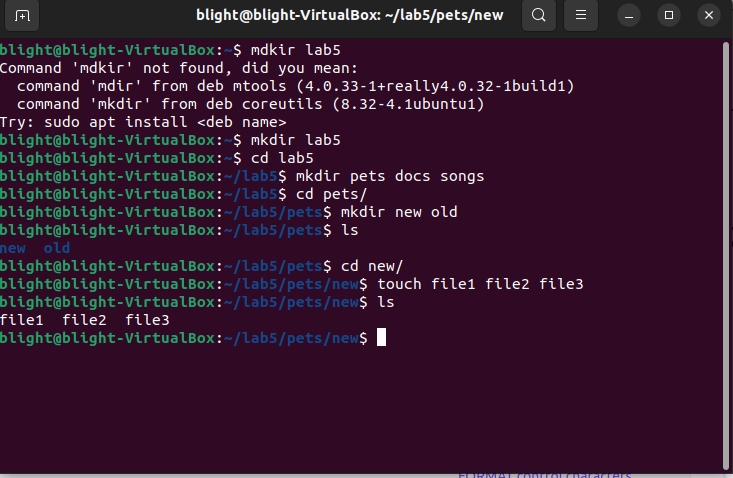 blight@blight-VirtualBox: ~/lab5/pets/new
blight@blight-VirtualBox:~$ mdkir lab5
Command 'mdkir' not found, did you mean:
  command 'mdir' from deb mtools (4.0.33-1+really4.0.32-1build1)
  command 'mkdir' from deb coreutils (8.32-4.1ubuntu1)
Try: sudo apt install <deb name>
blight@blight-VirtualBox:~$ mkdir lab5
blight@blight-VirtualBox:~$ cd lab5
blight@blight-VirtualBox:~/lab5$ mkdir pets docs songs
blight@blight-VirtualBox:~/lab5$ cd pets/
blight@blight-VirtualBox:~/lab5/pets$ mkdir new old
blight@blight-VirtualBox:~/lab5/pets$ ls
new  old
blight@blight-VirtualBox:~/lab5/pets$ cd new/
blight@blight-VirtualBox:~/lab5/pets/new$ touch file1 file2 file3
blight@blight-VirtualBox:~/lab5/pets/new$ ls
file1  file2  file3
blight@blight-VirtualBox:~/lab5/pets/new$